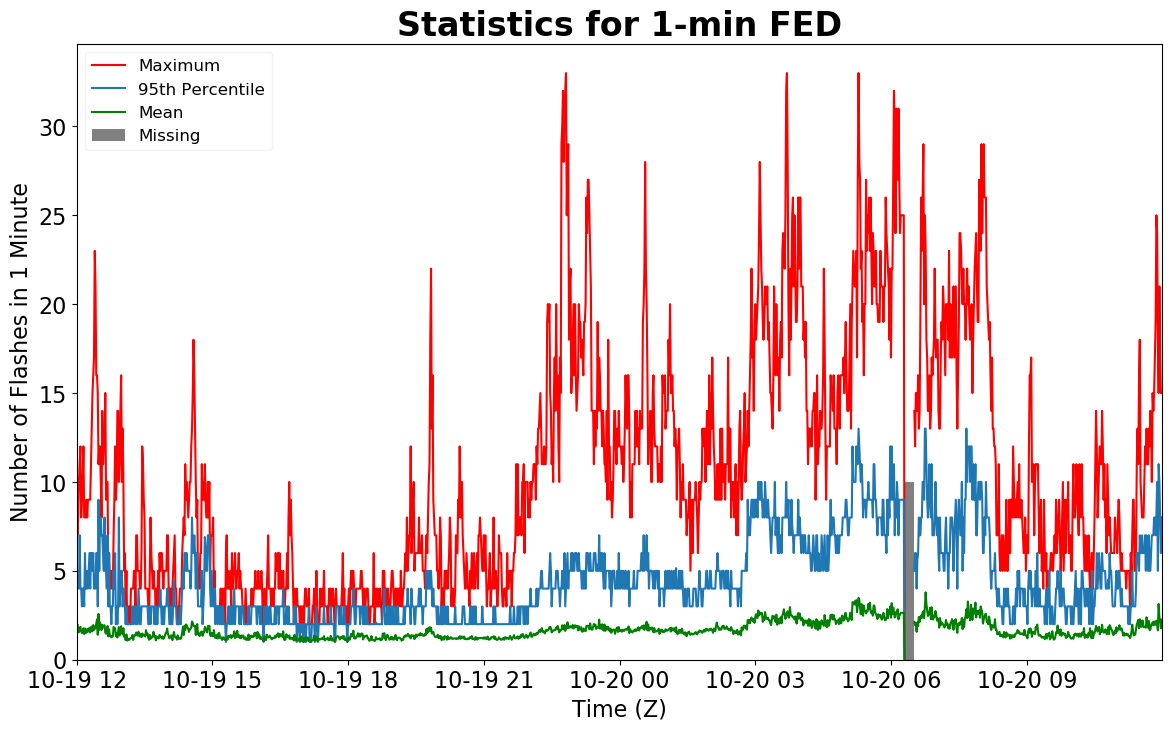 Statistics for 1-min FED
Maximum
95th Percentile
Mean
Missing
Number of Flashes in 1 Minute
30
25
20
15
10
5
0
10-19 12 10-19 15 10-19 18 10-19 21 10-20 00 10-20 03 10-20 06 10-20 09
Time (Z)